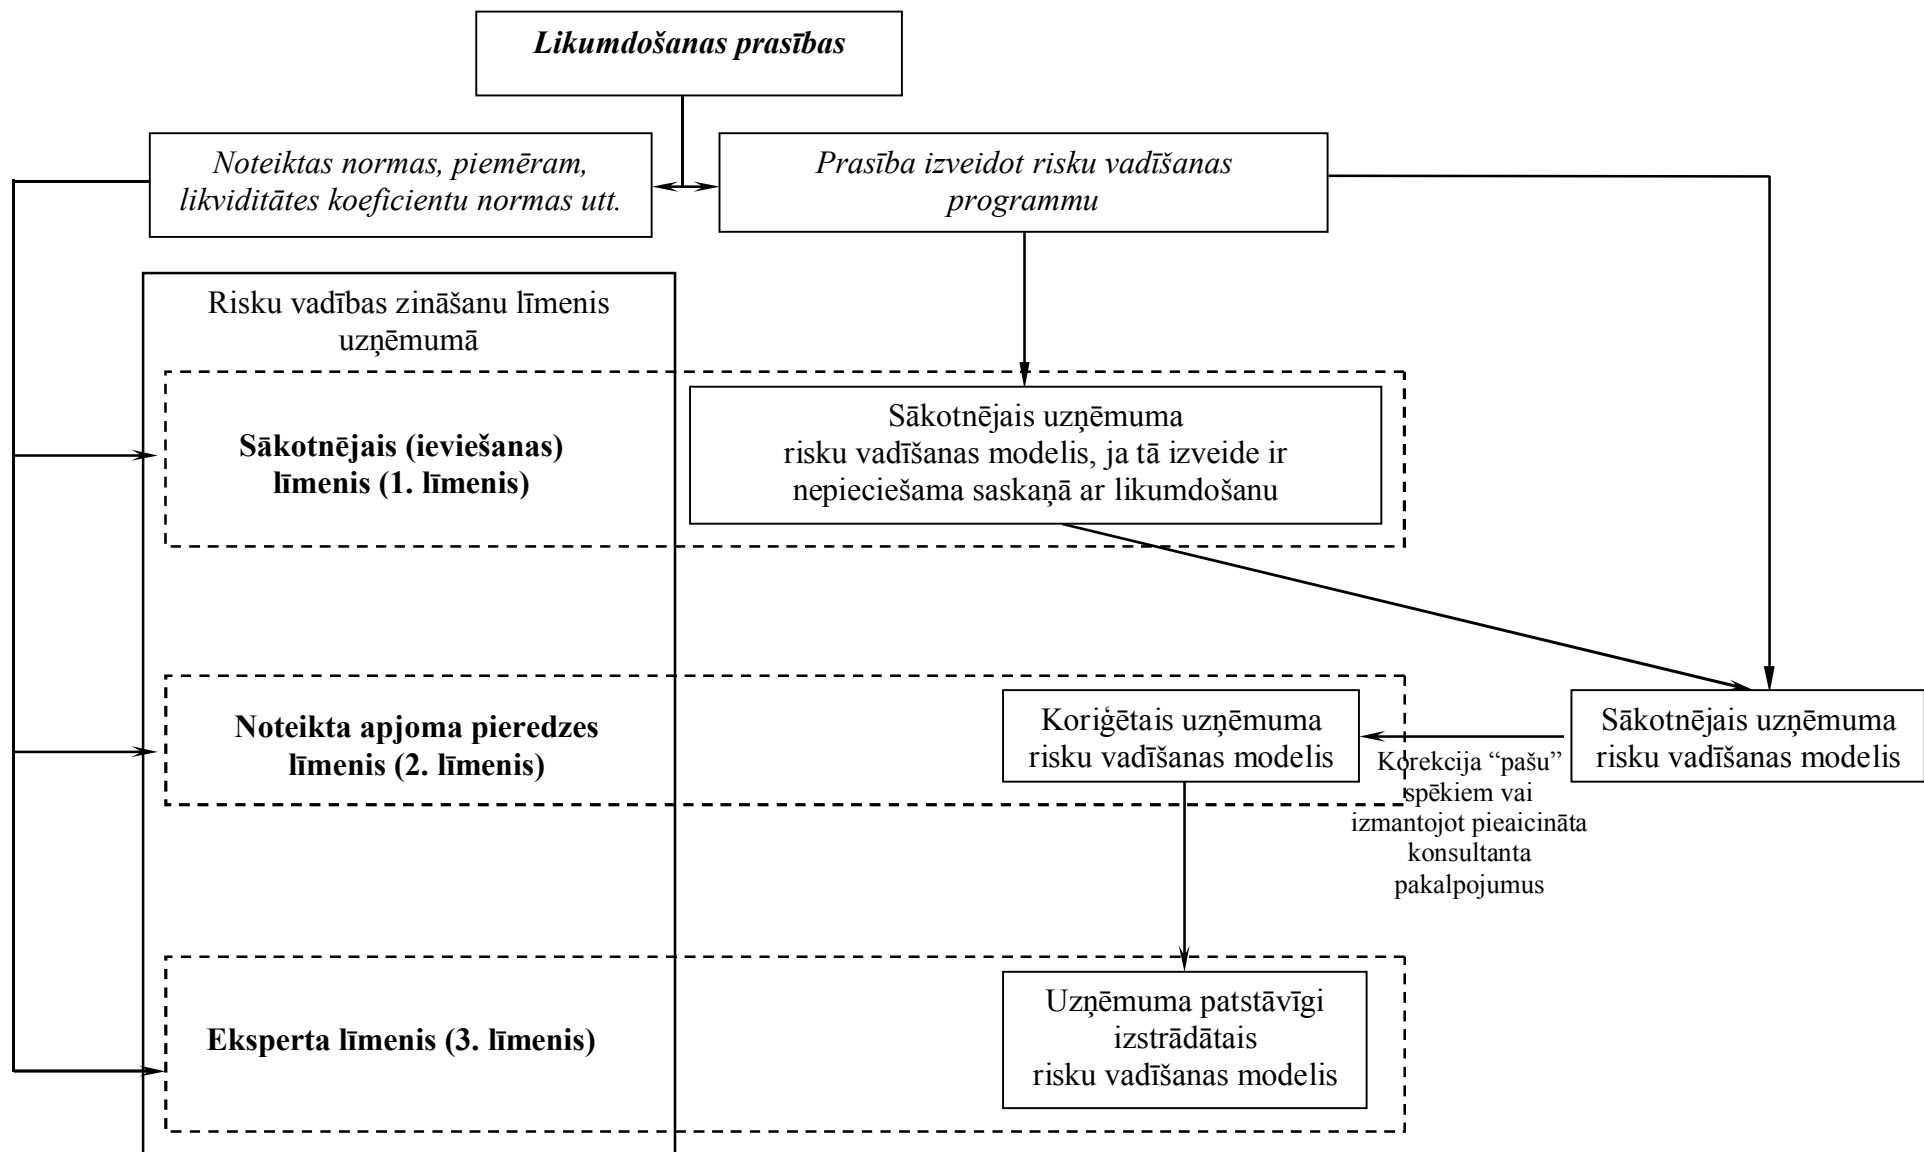 Likumdošanas prasības
Noteiktas normas, piemēram,
likviditātes koeficientu normas utt.
Prasība izveidot risku vadīšanas
programmu
Risku vadības zināšanu līmenis
uzņēmumā
Sākotnējais (ieviešanas)
līmenis (1. līmenis)
Sākotnējais uzņēmuma
risku vadīšanas modelis, ja tā izveide ir
nepieciešama saskaņā ar likumdošanu
Noteikta apjoma pieredzes
līmenis (2. līmenis)
Koriģētais uzņēmuma
risku vadīšanas modelis
Korekcija “pašu”
spēkiem vai
izmantojot pieaicināta
konsultanta
pakalpojumus
Sākotnējais uzņēmuma
risku vadīšanas modelis
Eksperta līmenis (3. līmenis)
Uzņēmuma patstāvīgi
izstrādātais
risku vadīšanas modelis